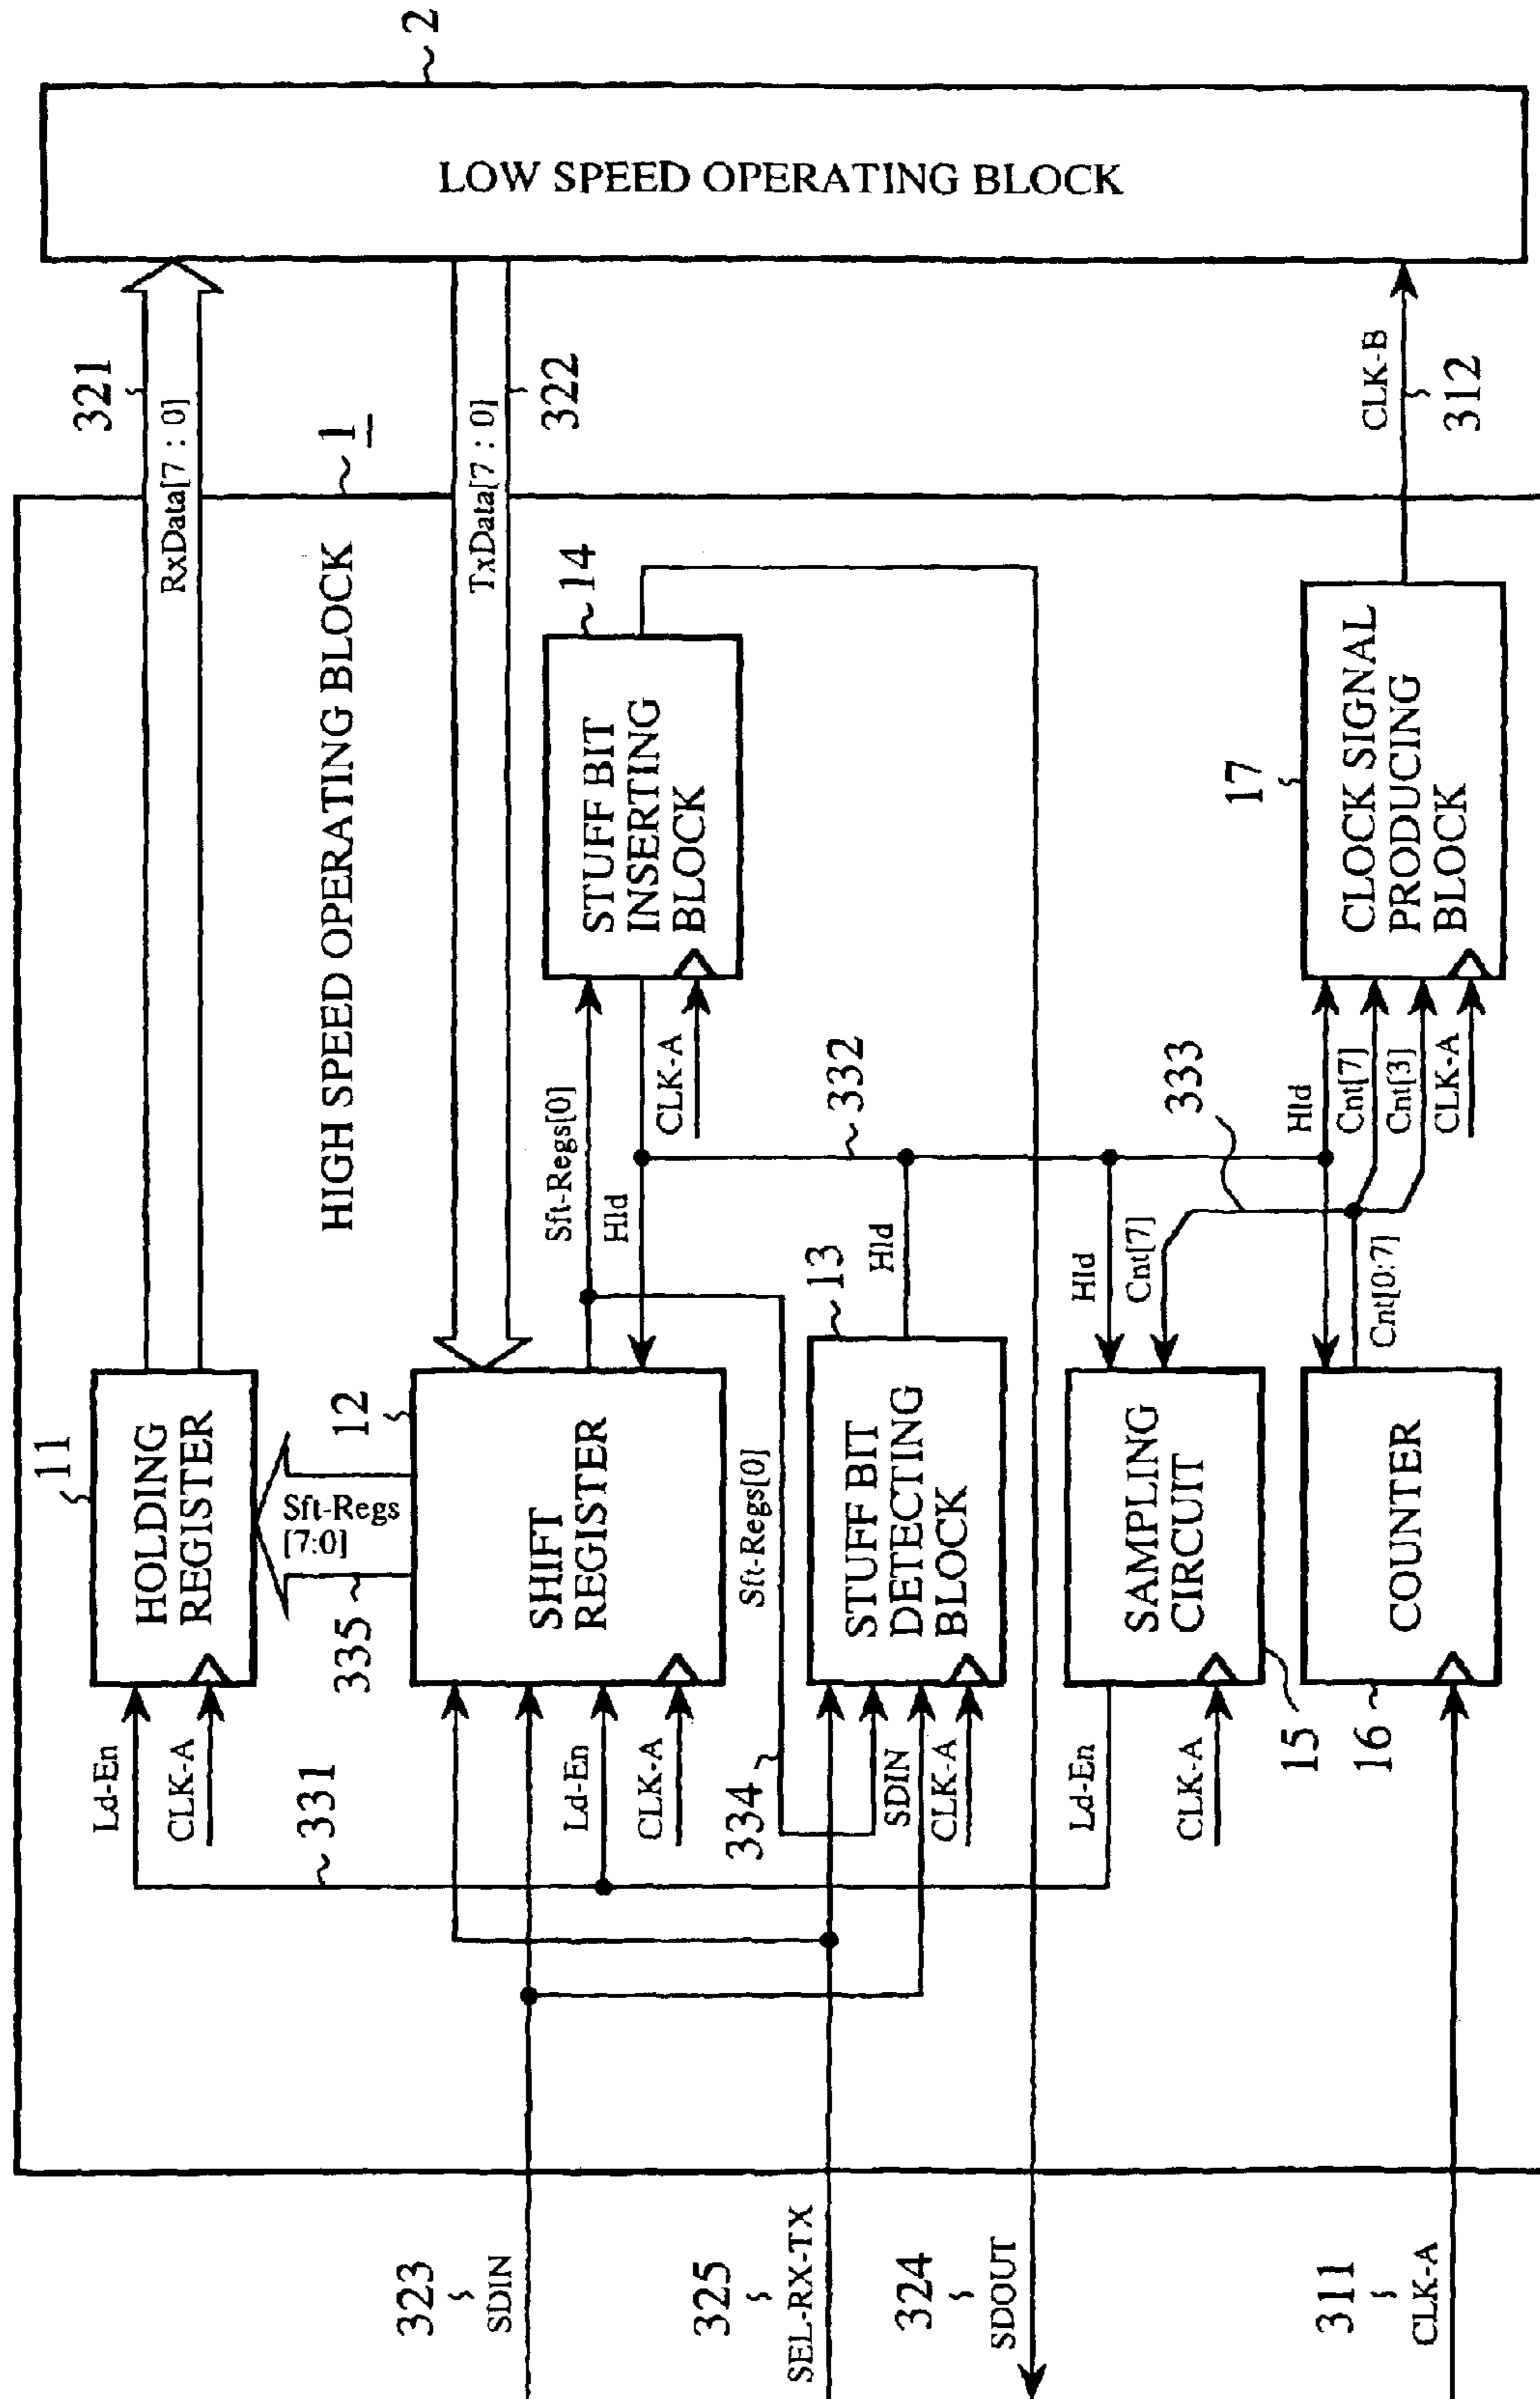 2
LOW SPEED OPERATING BLOCK
321
RxData[7 : 0]
1
TxData[7 : 0]
322
CLK-B
312
HIGH SPEED OPERATING BLOCK
14
STUFF BIT
INSERTING
BLOCK
17
CLOCK SIGNAL
PRODUCING
BLOCK
Sft-Regs[0]
Hld
CLK-A
332
333
Hld
Cnt[7]
Cnt[3]
CLK-A
11
HOLDING
REGISTER
Sft-Regs
[7:0]
335
12
SHIFT
REGISTER
Sft-Regs[0]
13
Hld
STUFF BIT
DETECTING
BLOCK
Hld
Cnt[7]
SAMPLING
CIRCUIT
15
Cnt[0:7]
COUNTER
16
Ld-En
CLK-A
331
Ld-En
CLK-A
334
SDIN
CLK-A
Ld-En
CLK-A
323
SDIN
325
SEL-RX-TX
324
SDOUT
311
CLK-A